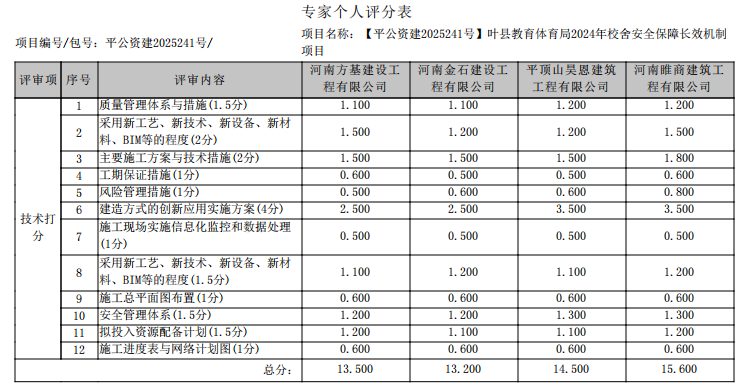 专家个人评分表
项目编号/包号：平公资建2025241号/
项目名称：【平公资建2025241号】叶县教育体育局2024年校舍安全保障长效机制
项目
评审项 序号 评审内容 河南方基建设工程有限公司 河南金石建设工程有限公司 平顶山昊恩建筑工程有限公司 河南睢商建筑工程有限公司
技术打分
1 质量管理体系与措施(1.5分) 1.100 1.100 1.200 1.200
2 采用新工艺、新技术、新设备、新材料、BIM等的程度(2分) 1.500 1.200 1.200 1.500
3 主要施工方案与技术措施(2分) 1.500 1.500 1.500 1.800
4 工期保证措施(1分) 0.600 0.500 0.500 0.600
5 风险管理措施(1分) 0.500 0.600 0.600 0.800
6 建造方式的创新应用实施方案(4分) 2.500 2.500 3.500 3.500
7 施工现场实施信息化监控和数据处理(1分) 0.500 0.500 0.500 0.500
8 采用新工艺、新技术、新设备、新材料、BIM等的程度(1.5分) 1.100 1.200 1.100 1.200
9 施工总平面图布置(1分) 0.600 0.600 0.600 0.600
10 安全管理体系(1.5分) 1.200 1.200 1.300 1.300
11 拟投入资源配备计划(1.5分) 1.200 1.100 1.100 1.200
12 施工进度表与网络计划图(1分) 0.600 0.600 0.600 0.600
总分： 13.500 13.200 14.500 15.600